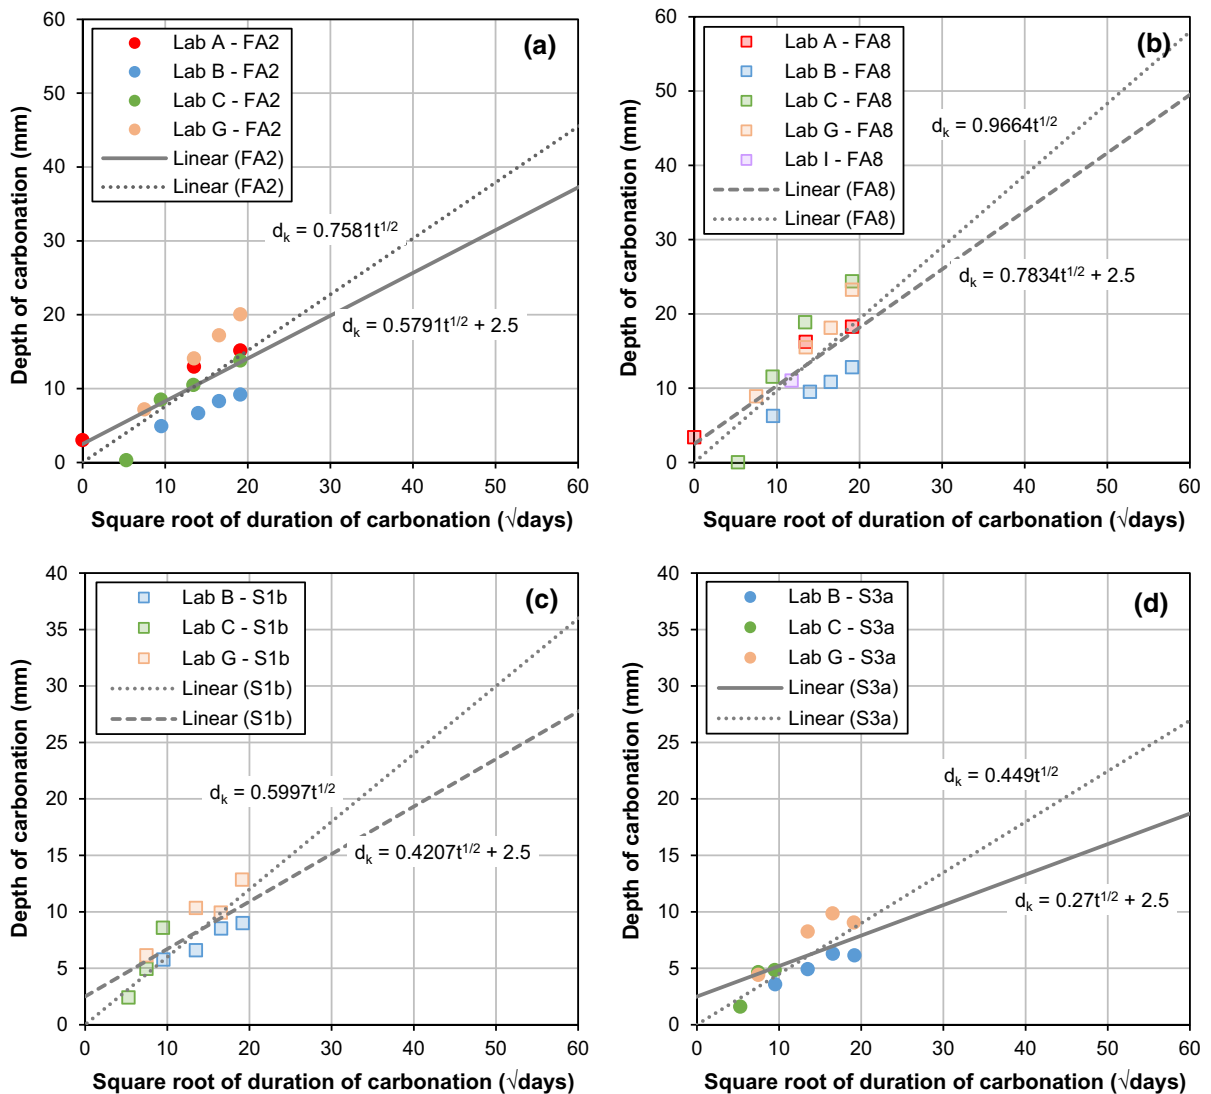 (a)
Lab A - FA2
Lab B - FA2
Lab C - FA2
Lab G - FA2
Linear (FA2)
Linear (FA2)
dₖ = 0.7581t¹/²
dₖ = 0.5791t¹/² + 2.5
60
50
40
30
20
10
0
0 10 20 30 40 50 60
Depth of carbonation (mm)
Square root of duration of carbonation (√days)
(b)
Lab A - FA8
Lab B - FA8
Lab C - FA8
Lab G - FA8
Lab I - FA8
Linear (FA8)
Linear (FA8)
dₖ = 0.9664t¹/²
dₖ = 0.7834t¹/² + 2.5
60
50
40
30
20
10
0
0 10 20 30 40 50 60
Depth of carbonation (mm)
Square root of duration of carbonation (√days)
(c)
Lab B - S1b
Lab C - S1b
Lab G - S1b
Linear (S1b)
Linear (S1b)
dₖ = 0.5997t¹/²
dₖ = 0.4207t¹/² + 2.5
40
35
30
25
20
15
10
5
0
0 10 20 30 40 50 60
Depth of carbonation (mm)
Square root of duration of carbonation (√days)
(d)
Lab B - S3a
Lab C - S3a
Lab G - S3a
Linear (S3a)
Linear (S3a)
dₖ = 0.449t¹/²
dₖ = 0.27t¹/² + 2.5
40
35
30
25
20
15
10
5
0
0 10 20 30 40 50 60
Depth of carbonation (mm)
Square root of duration of carbonation (√days)